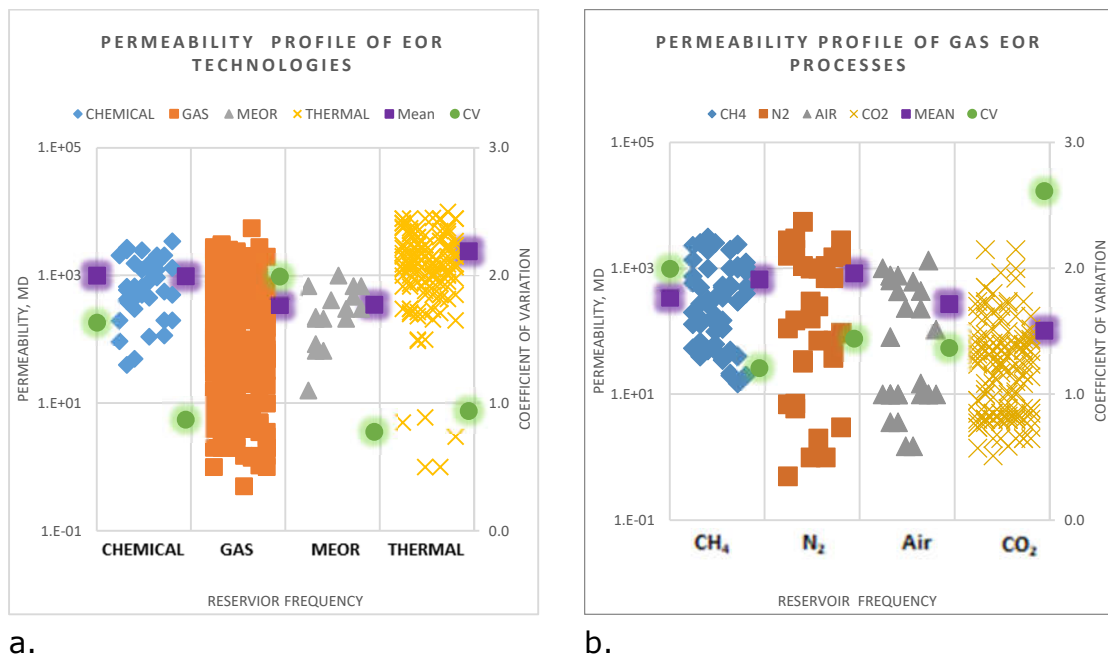 PERMEABILITY PROFILE OF EOR
TECHNOLOGIES
CHEMICAL GAS MEOR THERMAL Mean CV
1.E+05
1.E+03
1.E+01
1.E-01
PERMEABILITY, MD
3.0
2.0
1.0
0.0
COEFFICIENT OF VARIATION
CHEMICAL GAS MEOR THERMAL
RESERVIOR FREQUENCY
a.
PERMEABILITY PROFILE OF GAS EOR
PROCESSES
CH4 N2 AIR CO2 MEAN CV
1.E+05
1.E+03
1.E+01
1.E-01
PERMEABILITY, MD
3.0
2.0
1.0
0.0
COEFFICIENT OF VARIATION
CH₄ N₂ Air CO₂
RESERVOIR FREQUENCY
b.